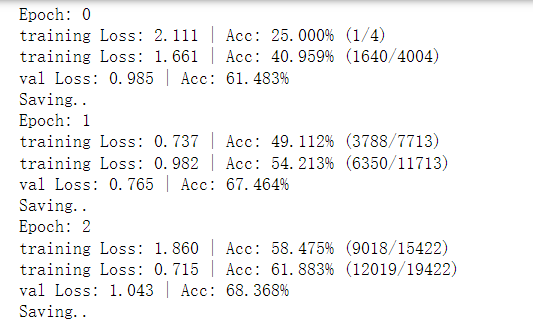 Epoch: 0
training Loss: 2.111 | Acc: 25.000% (1/4)
training Loss: 1.661 | Acc: 40.959% (1640/4004)
val Loss: 0.985 | Acc: 61.483%
Saving..
Epoch: 1
training Loss: 0.737 | Acc: 49.112% (3788/7713)
training Loss: 0.982 | Acc: 54.213% (6350/11713)
val Loss: 0.765 | Acc: 67.464%
Saving..
Epoch: 2
training Loss: 1.860 | Acc: 58.475% (9018/15422)
training Loss: 0.715 | Acc: 61.883% (12019/19422)
val Loss: 1.043 | Acc: 68.368%
Saving..